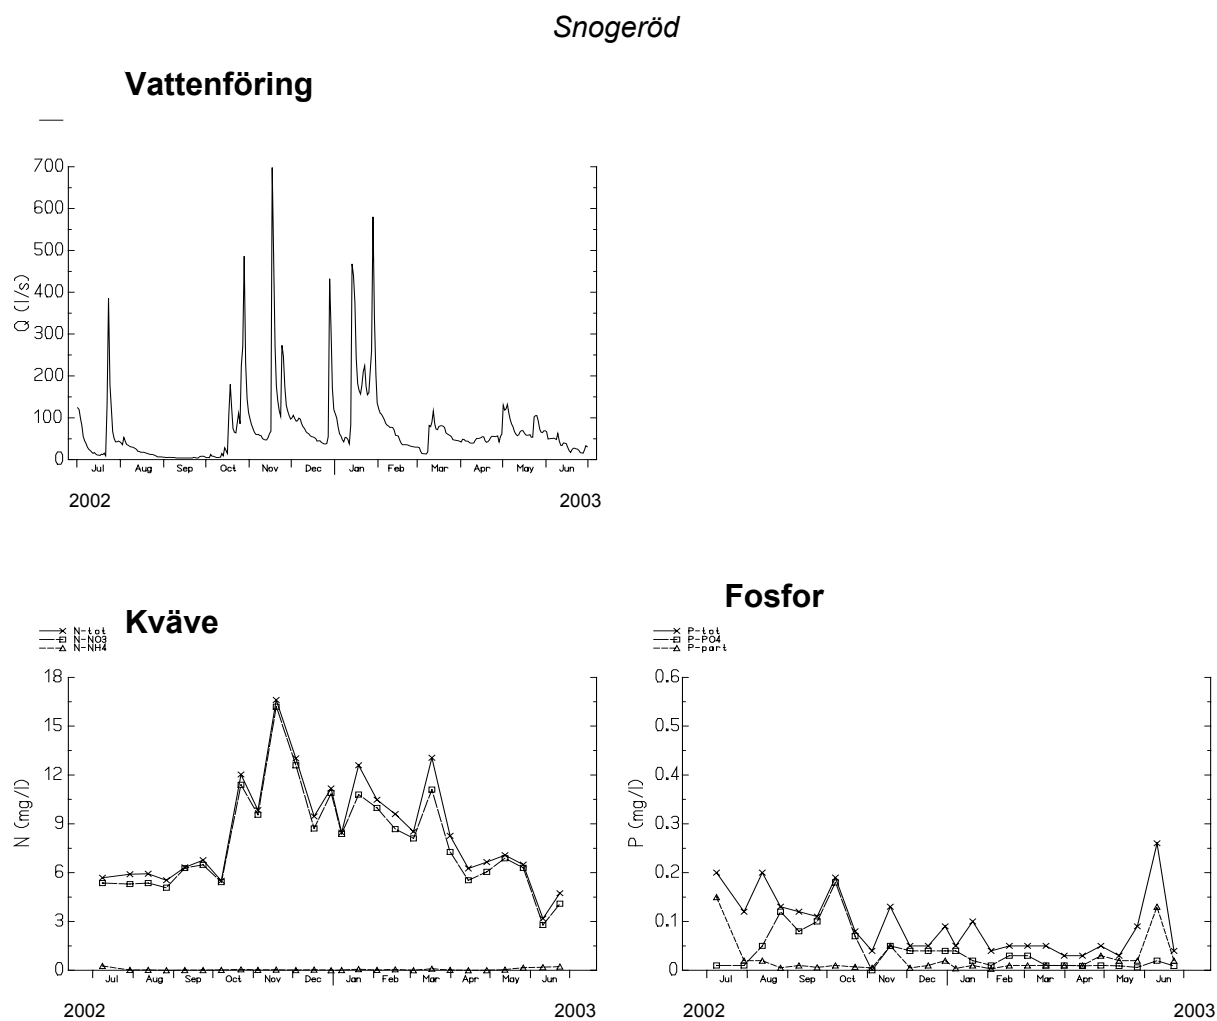 Snogeröd
Vattenföring
700
600
500
400
300
200
100
0
Q (l/s)
Jul Aug Sep Oct Nov Dec Jan Feb Mar Apr May Jun
2002 2003
Kväve
N-tot
N-NO3
N-NH4
18
15
12
9
6
3
0
N (mg/l)
Jul Aug Sep Oct Nov Dec Jan Feb Mar Apr May Jun
2002 2003
Fosfor
P-tot
P-PO4
P-part
0.6
0.5
0.4
0.3
0.2
0.1
0
P (mg/l)
Jul Aug Sep Oct Nov Dec Jan Feb Mar Apr May Jun
2002 2003